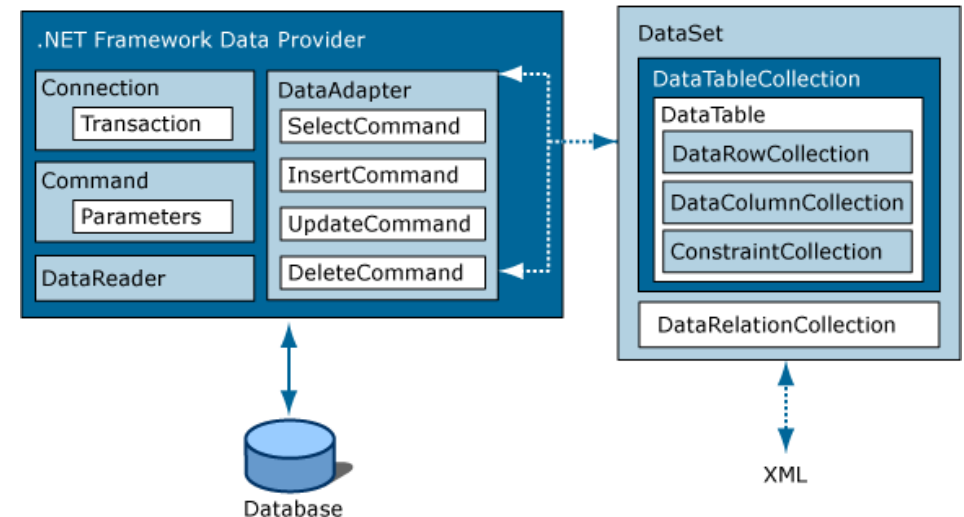 .NET Framework Data Provider
Connection
Transaction
Command
Parameters
DataReader
DataAdapter
SelectCommand
InsertCommand
UpdateCommand
DeleteCommand
Database
DataSet
DataTableCollection
DataTable
DataRowCollection
DataColumnCollection
ConstraintCollection
DataRelationCollection
XML